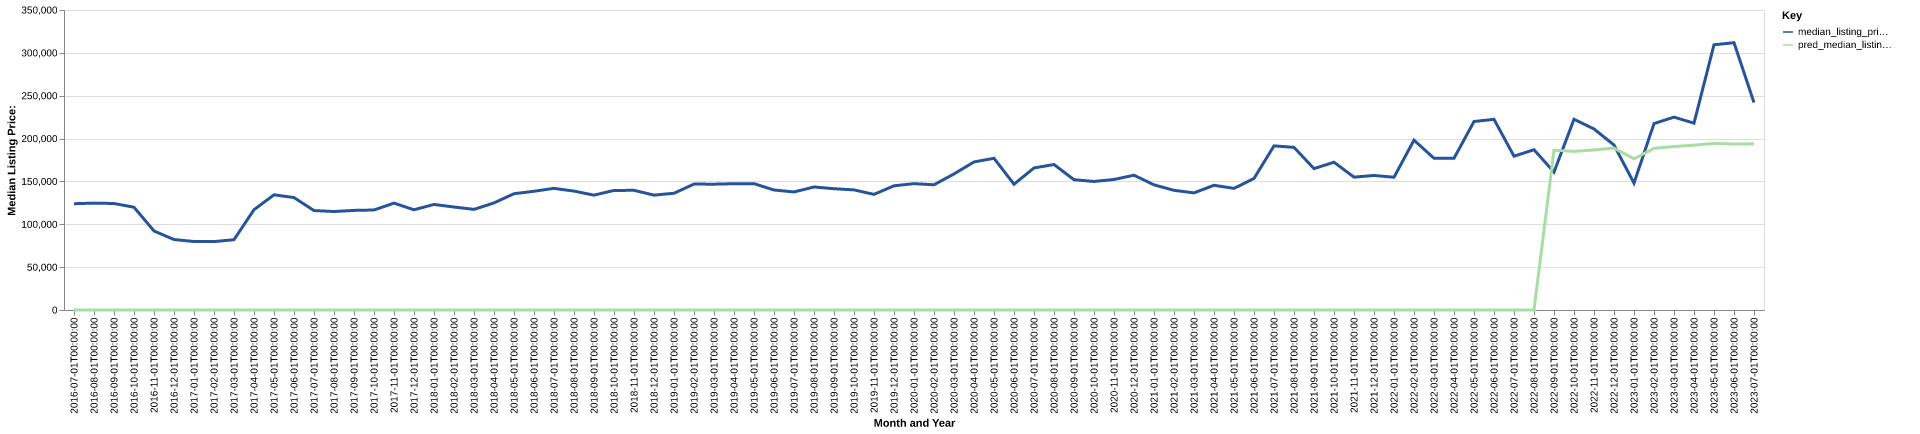 350,000
300,000
250,000
200,000
150,000
100,000
50,000
0
Median Listing Price:
2016-07-01T00:00:00
2016-08-01T00:00:00
2016-09-01T00:00:00
2016-10-01T00:00:00
2016-11-01T00:00:00
2016-12-01T00:00:00
2017-01-01T00:00:00
2017-02-01T00:00:00
2017-03-01T00:00:00
2017-04-01T00:00:00
2017-05-01T00:00:00
2017-06-01T00:00:00
2017-07-01T00:00:00
2017-08-01T00:00:00
2017-09-01T00:00:00
2017-10-01T00:00:00
2017-11-01T00:00:00
2017-12-01T00:00:00
2018-01-01T00:00:00
2018-02-01T00:00:00
2018-03-01T00:00:00
2018-04-01T00:00:00
2018-05-01T00:00:00
2018-06-01T00:00:00
2018-07-01T00:00:00
2018-08-01T00:00:00
2018-09-01T00:00:00
2018-10-01T00:00:00
2018-11-01T00:00:00
2018-12-01T00:00:00
2019-01-01T00:00:00
2019-02-01T00:00:00
2019-03-01T00:00:00
2019-04-01T00:00:00
2019-05-01T00:00:00
2019-06-01T00:00:00
2019-07-01T00:00:00
2019-08-01T00:00:00
2019-09-01T00:00:00
2019-10-01T00:00:00
2019-11-01T00:00:00
2019-12-01T00:00:00
2020-01-01T00:00:00
2020-02-01T00:00:00
2020-03-01T00:00:00
2020-04-01T00:00:00
2020-05-01T00:00:00
2020-06-01T00:00:00
2020-07-01T00:00:00
2020-08-01T00:00:00
2020-09-01T00:00:00
2020-10-01T00:00:00
2020-11-01T00:00:00
2020-12-01T00:00:00
2021-01-01T00:00:00
2021-02-01T00:00:00
2021-03-01T00:00:00
2021-04-01T00:00:00
2021-05-01T00:00:00
2021-06-01T00:00:00
2021-07-01T00:00:00
2021-08-01T00:00:00
2021-09-01T00:00:00
2021-10-01T00:00:00
2021-11-01T00:00:00
2021-12-01T00:00:00
2022-01-01T00:00:00
2022-02-01T00:00:00
2022-03-01T00:00:00
2022-04-01T00:00:00
2022-05-01T00:00:00
2022-06-01T00:00:00
2022-07-01T00:00:00
2022-08-01T00:00:00
2022-09-01T00:00:00
2022-10-01T00:00:00
2022-11-01T00:00:00
2022-12-01T00:00:00
2023-01-01T00:00:00
2023-02-01T00:00:00
2023-03-01T00:00:00
2023-04-01T00:00:00
2023-05-01T00:00:00
2023-06-01T00:00:00
2023-07-01T00:00:00
Month and Year
Key
median_listing_pri…
pred_median_listin…